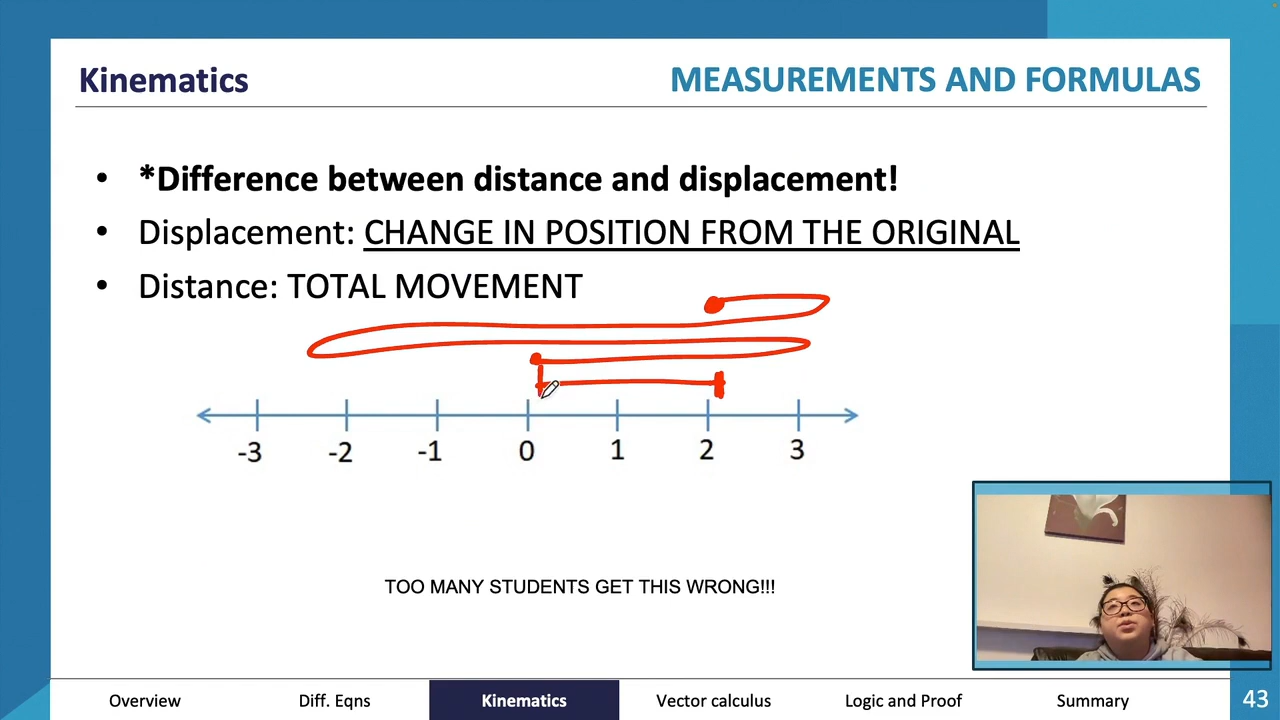 Kinematics
MEASUREMENTS AND FORMULAS
• *Difference between distance and displacement!
• Displacement: CHANGE IN POSITION FROM THE ORIGINAL
• Distance: TOTAL MOVEMENT
-3 -2 -1 0 1 2 3
TOO MANY STUDENTS GET THIS WRONG!!!
Overview Diff. Eqns Kinematics Vector calculus Logic and Proof Summary 43